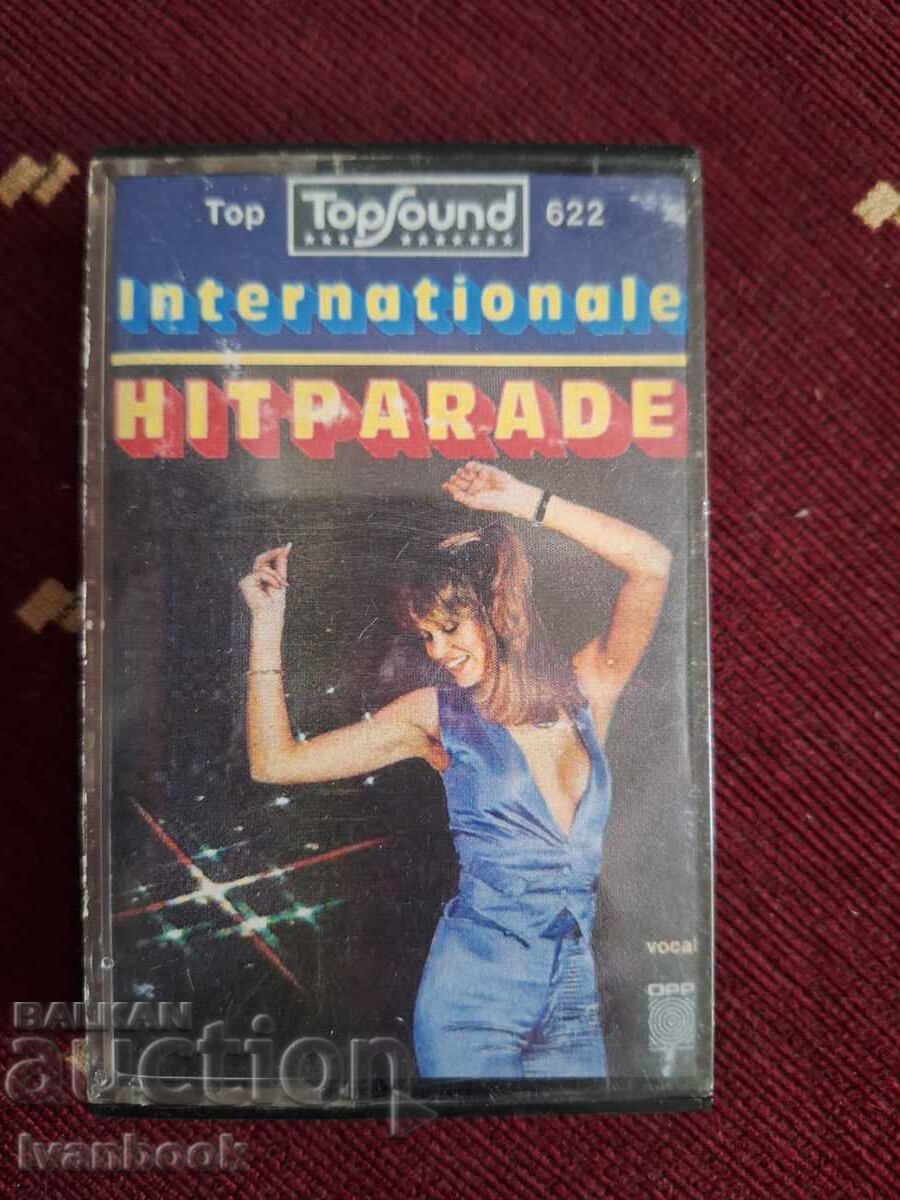 Top TopSound 622
Internationale
HITPARADE
vocal
OPP
BALKAN
auction
Ivanbook